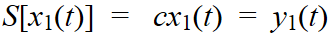 S[x₁(t)] = cx₁(t) = y₁(t)